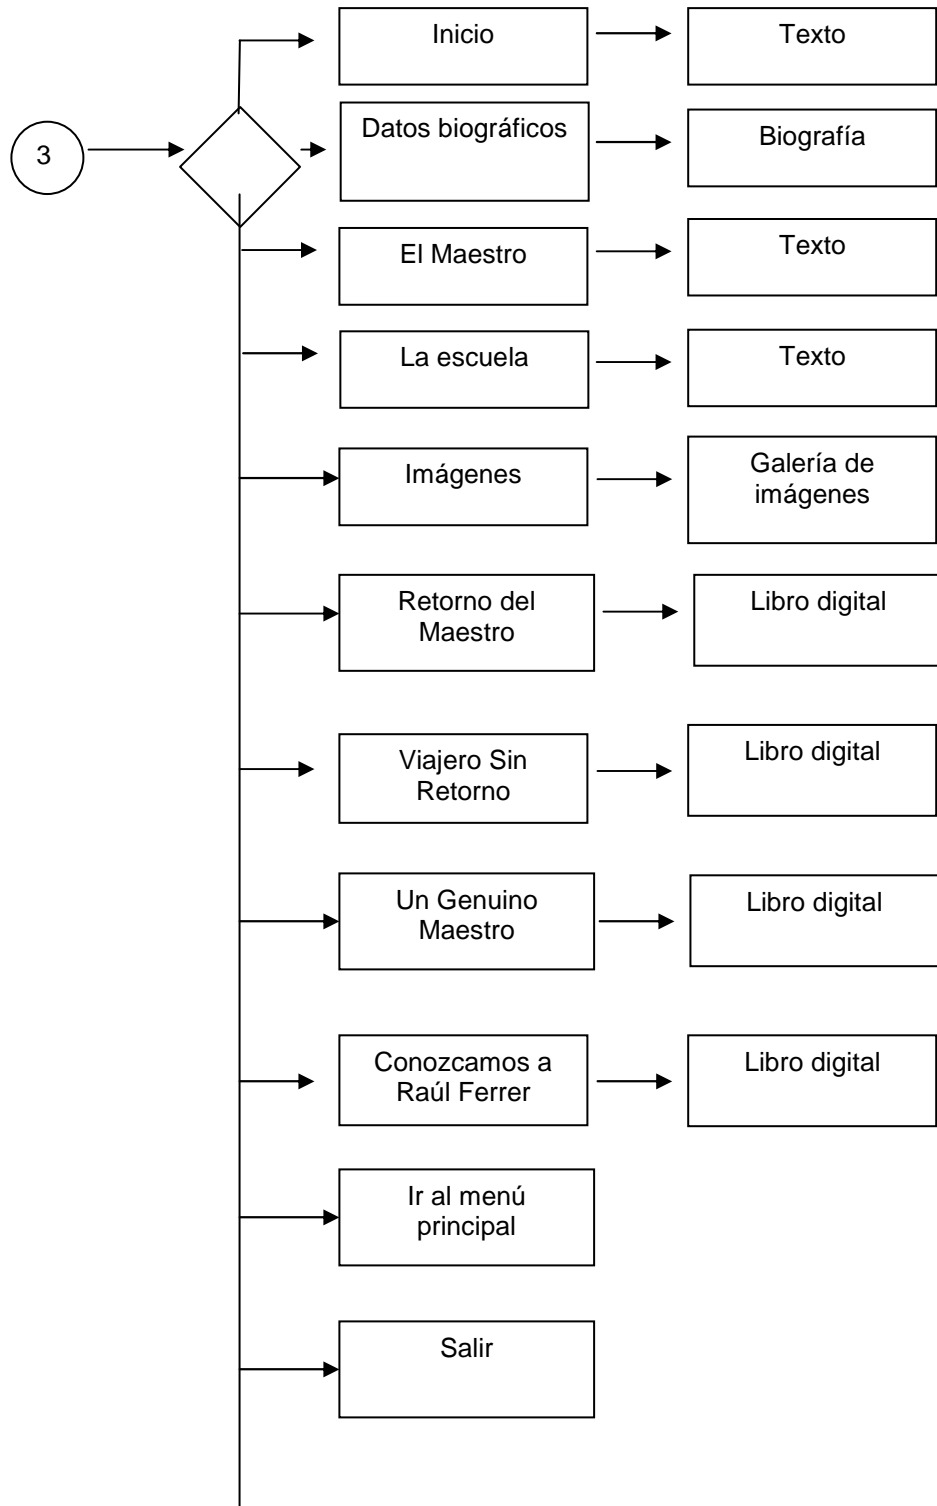 Inicio
Texto
3
Datos biográficos
Biografía
El Maestro
Texto
La escuela
Texto
Imágenes
Galería de
imágenes
Retorno del
Maestro
Libro digital
Viajero Sin
Retorno
Libro digital
Un Genuino
Maestro
Libro digital
Conozcamos a
Raúl Ferrer
Libro digital
Ir al menú
principal
Salir